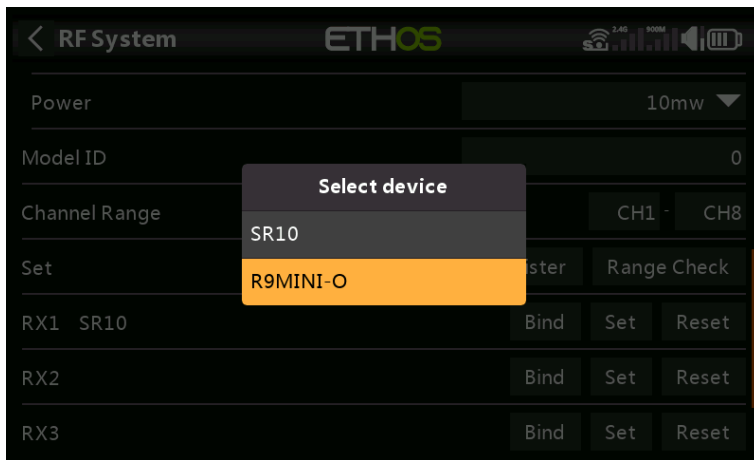 RF System ETHOS 2.4G 900M
Power 10mw
Model ID 0
Select device
Channel Range CH1 - CH8
SR10
Set ister Range Check
R9MINI-O
RX1 SR10 Bind Set Reset
RX2 Bind Set Reset
RX3 Bind Set Reset